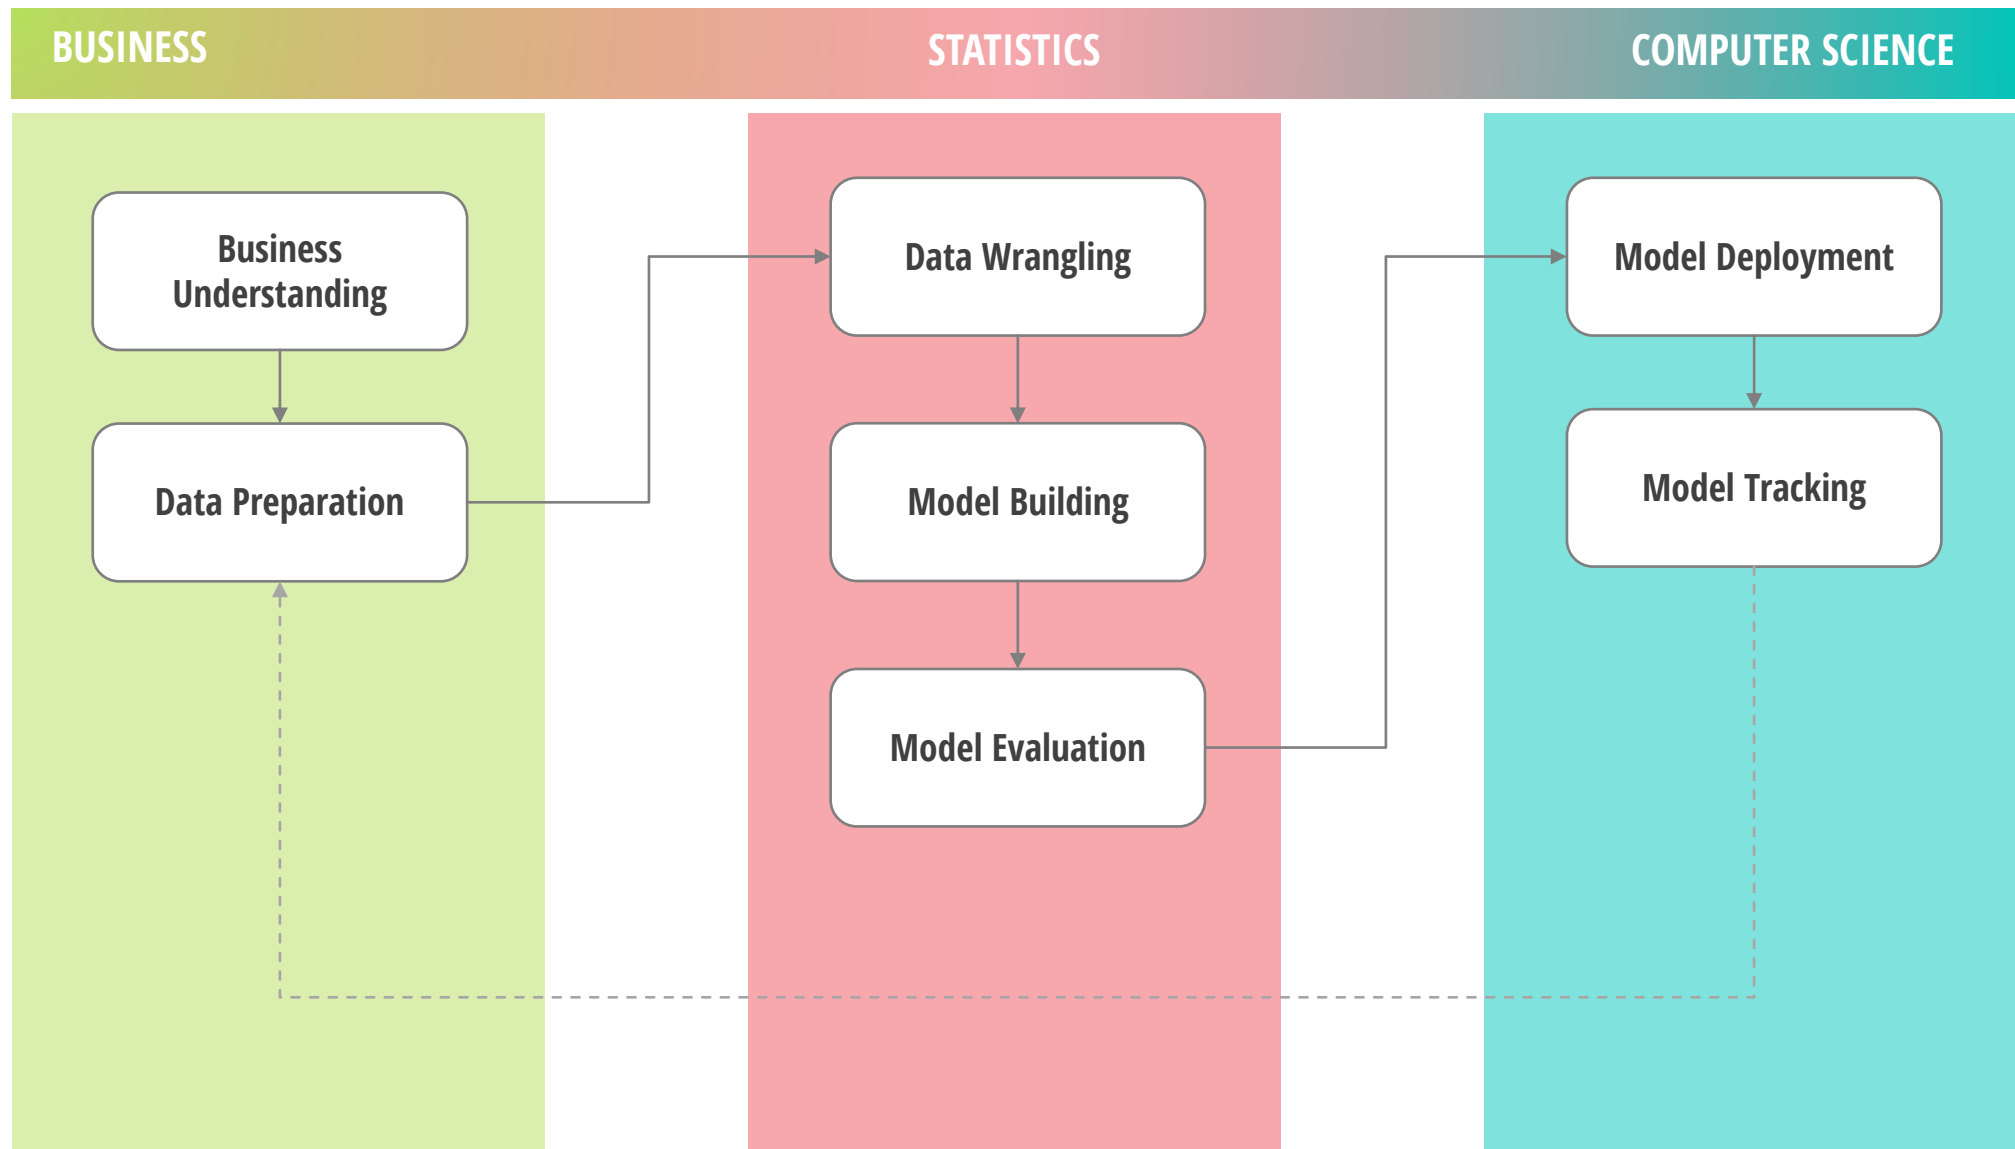 BUSINESS
STATISTICS
COMPUTER SCIENCE
Business
Understanding
Data Preparation
Data Wrangling
Model Building
Model Evaluation
Model Deployment
Model Tracking